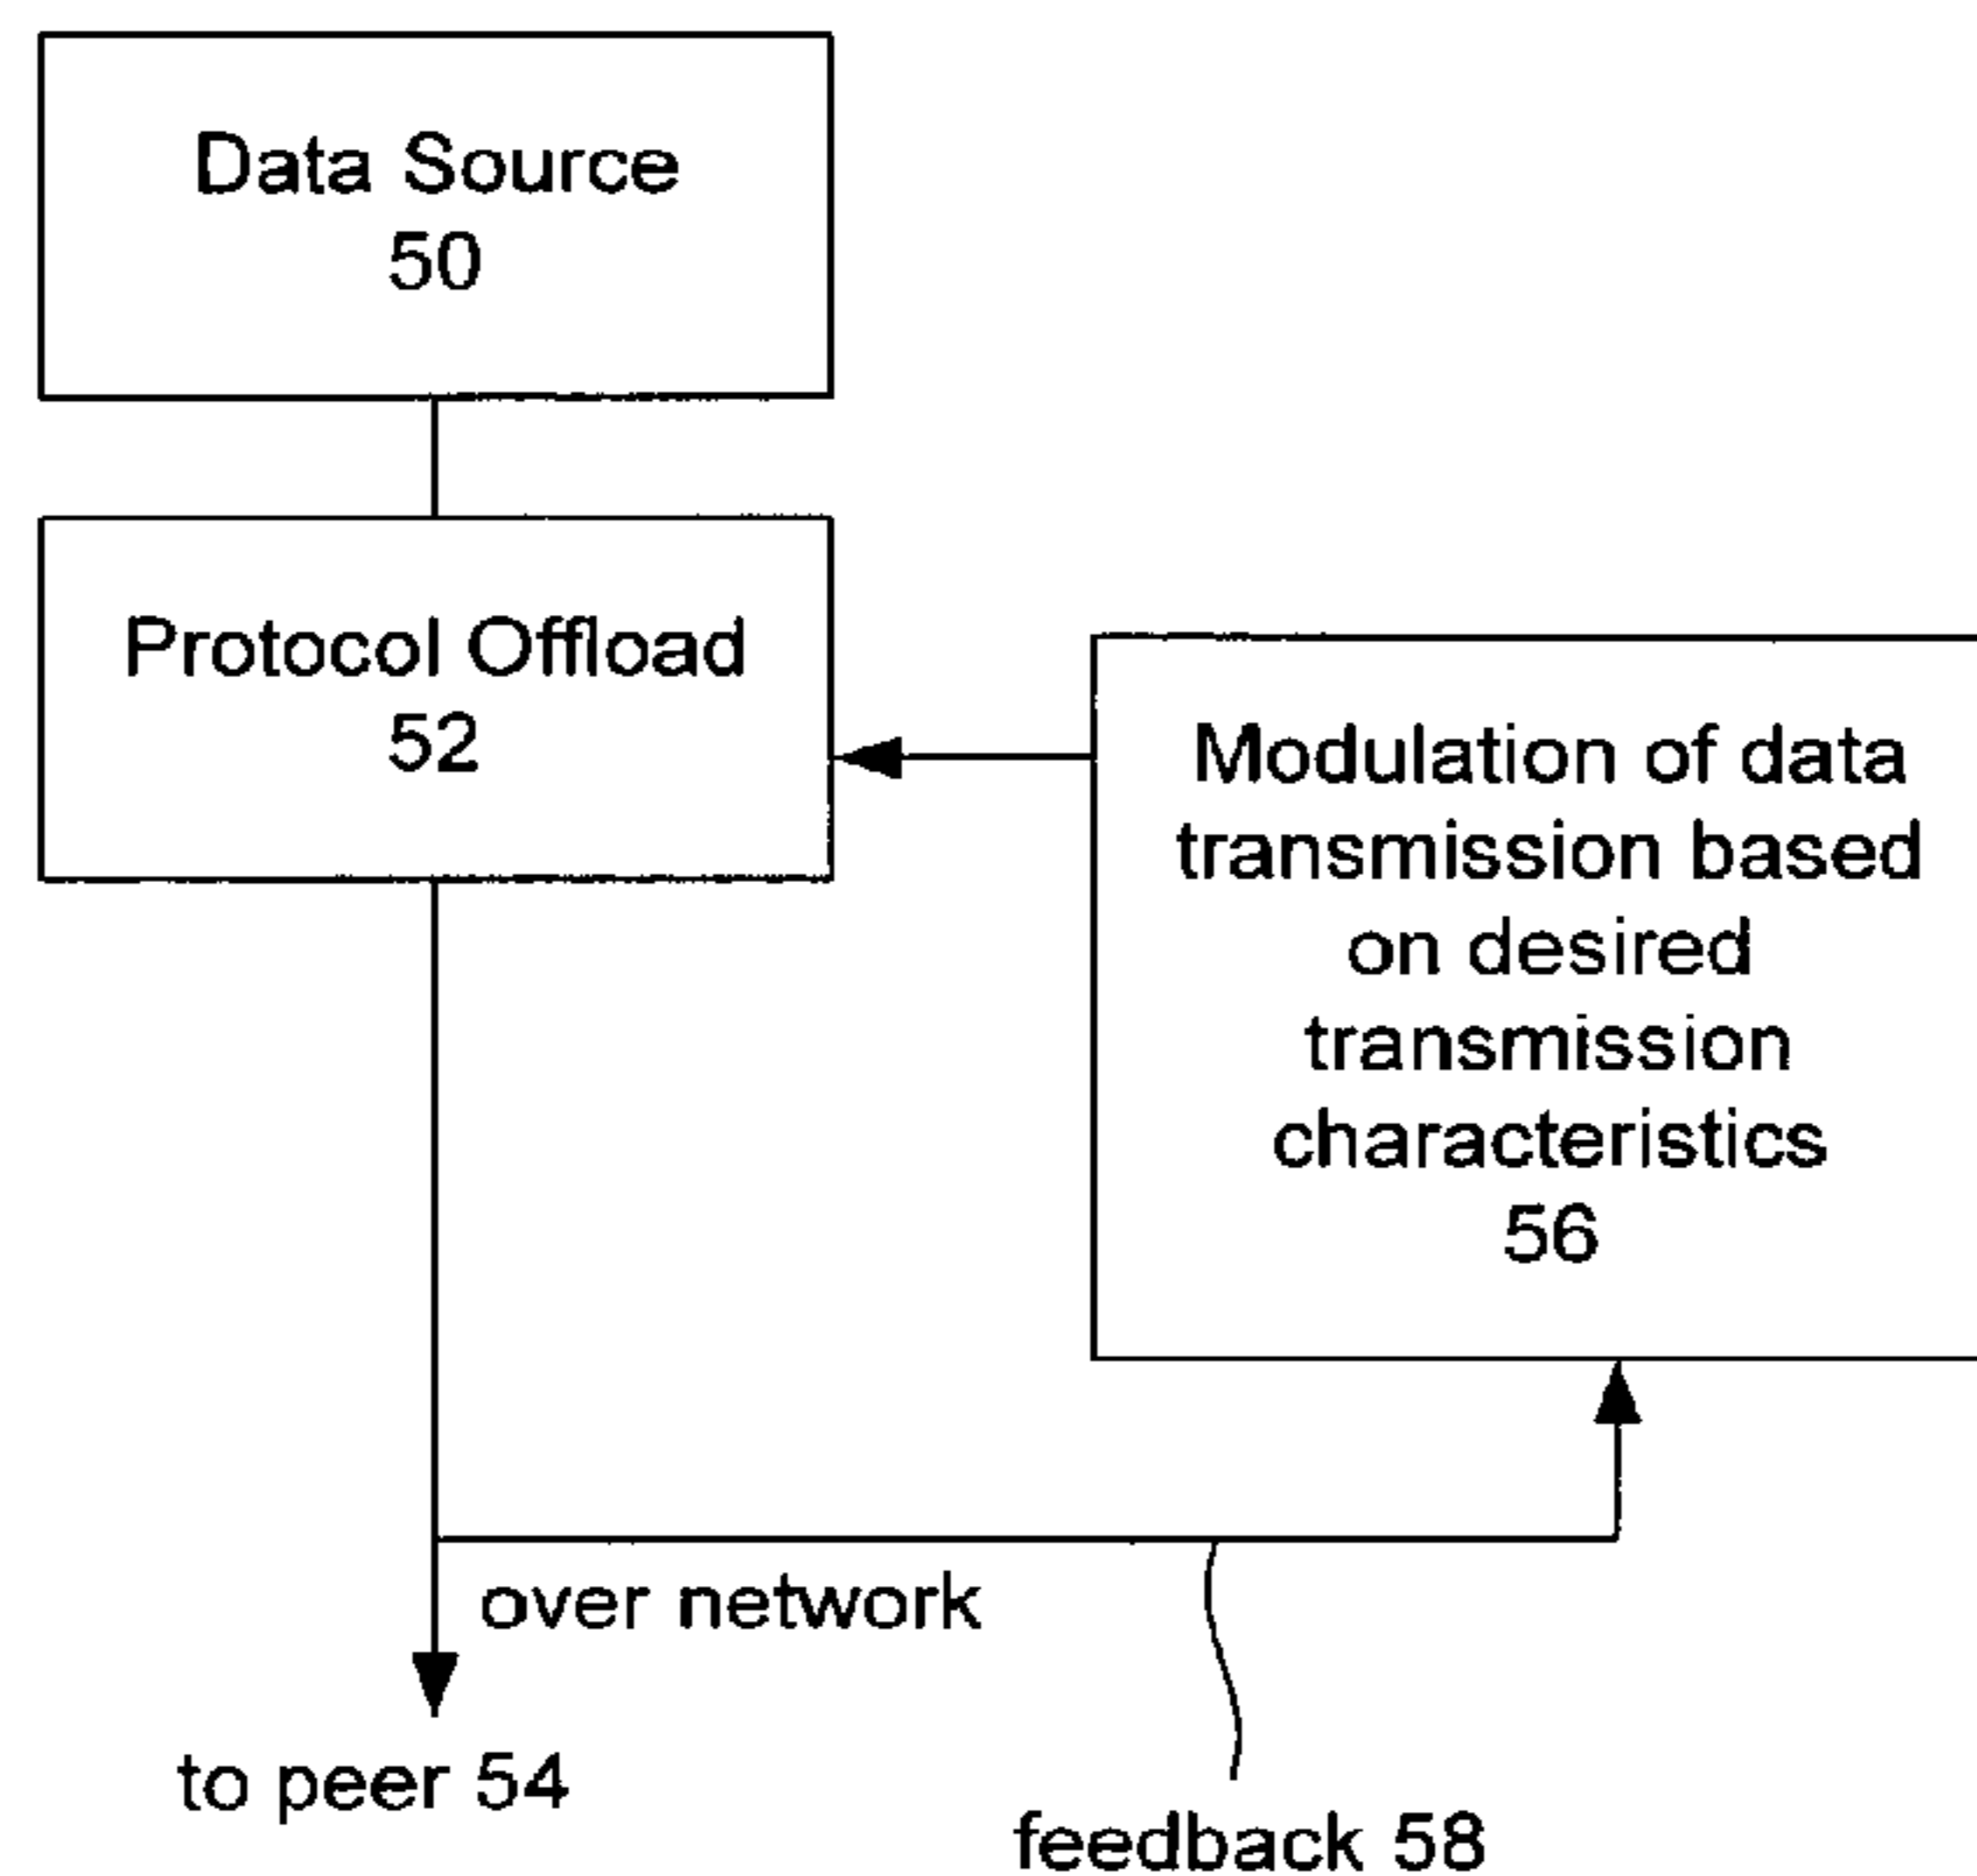 Data Source
50
Protocol Offload
52
Modulation of data
transmission based
on desired
transmission
characteristics
56
over network
to peer 54
feedback 58